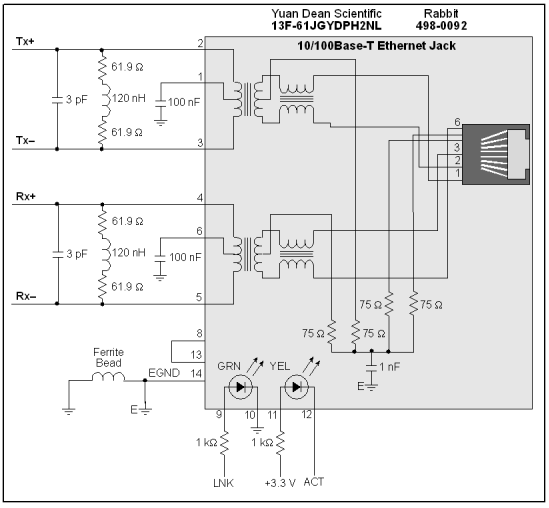 Yuan Dean Scientific Rabbit
13F-61JGYDPH2NL 498-0092
10/100Base-T Ethernet Jack
Tx+
2
61.9 Ω
1
3 pF
120 nH
100 nF
61.9 Ω
Tx–
3
6
3
2
1
Rx+
4
61.9 Ω
6
3 pF
120 nH
100 nF
61.9 Ω
Rx–
5
75 Ω
75 Ω
75 Ω
75 Ω
8
13
1 nF
E
Ferrite
Bead
EGND
14
E
GRN
YEL
9
10
11
12
1 kΩ
1 kΩ
LNK
+3.3 V
ACT